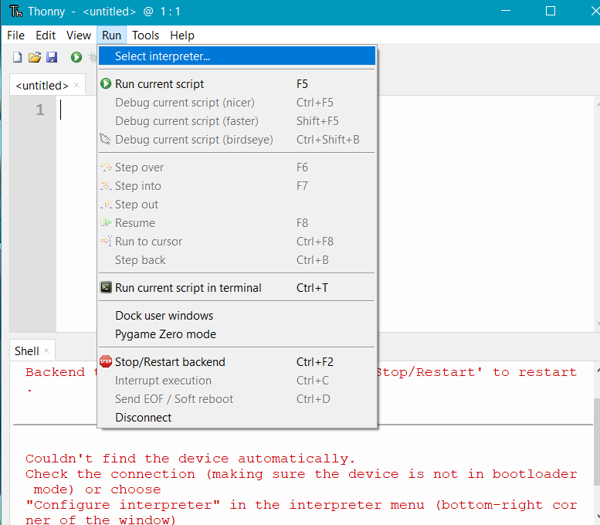 Thonny - <untitled> @ 1 : 1
File Edit View Run Tools Help
Select interpreter...
<untitled> ×
Run current script F5
Debug current script (nicer) Ctrl+F5
1
Debug current script (faster) Shift+F5
Debug current script (birdseye) Ctrl+Shift+B
Step over F6
Step into F7
Step out
Resume F8
Run to cursor Ctrl+F8
Step back Ctrl+B
Run current script in terminal Ctrl+T
Dock user windows
Pygame Zero mode
Shell ×
STOP Stop/Restart backend Ctrl+F2
Backend t Stop/Restart' to restart
.
Interrupt execution Ctrl+C
Send EOF / Soft reboot Ctrl+D
Disconnect
Couldn't find the device automatically.
Check the connection (making sure the device is not in bootloader
mode) or choose
"Configure interpreter" in the interpreter menu (bottom-right cor
ner of the window)